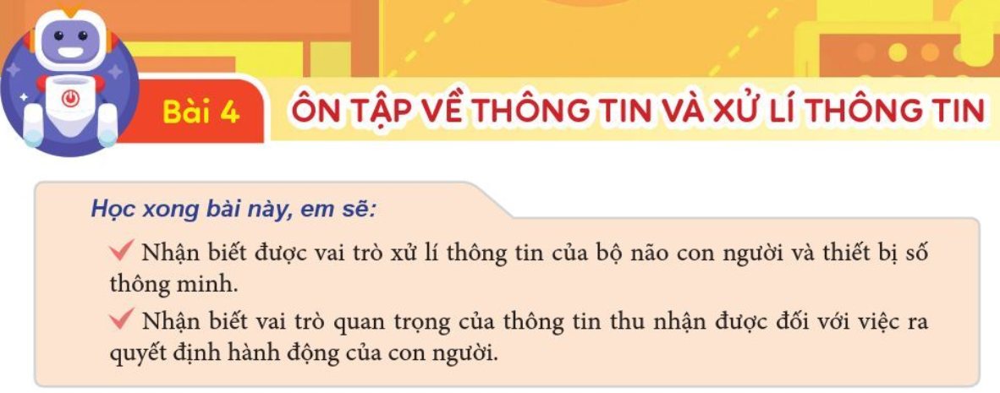 Bài 4
ÔN TẬP VỀ THÔNG TIN VÀ XỬ LÍ THÔNG TIN
Học xong bài này, em sẽ:
Nhận biết được vai trò xử lí thông tin của bộ não con người và thiết bị số
thông minh.
Nhận biết vai trò quan trọng của thông tin thu nhận được đối với việc ra
quyết định hành động của con người.